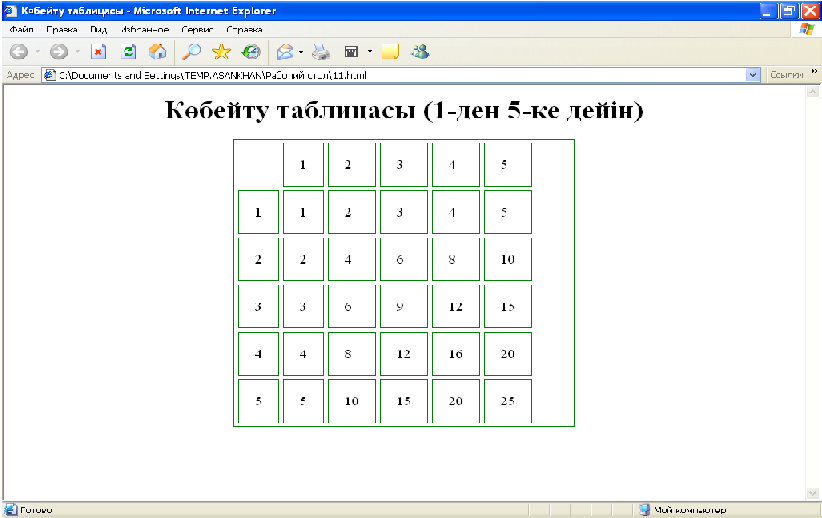 Көбейту таблицасы - Microsoft Internet Explorer
Файл Правка Вид Избранное Сервис Справка
Адрес C:\Documents and Settings\TEMP.ASANKHAN\Рабочий стол\11.html Ссылки »
Көбейту таблицасы (1-ден 5-ке дейін)
1 2 3 4 5
1 1 2 3 4 5
2 2 4 6 8 10
3 3 6 9 12 15
4 4 8 12 16 20
5 5 10 15 20 25
Готово Мой компьютер